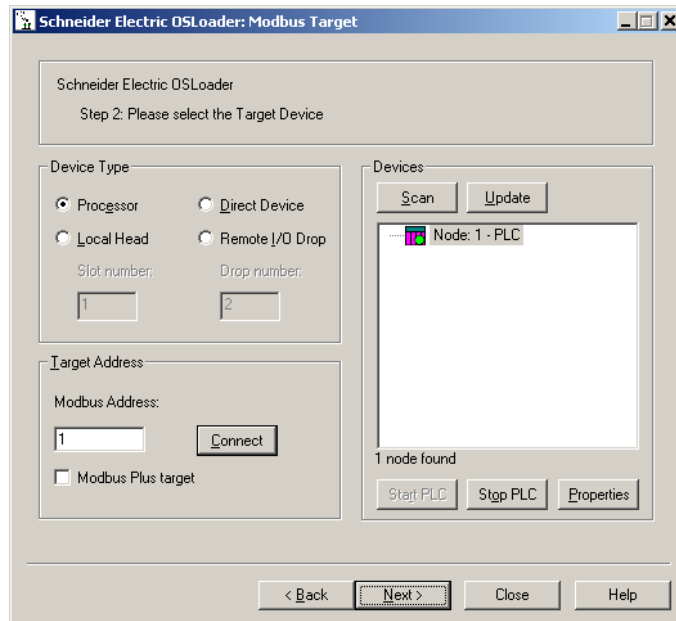 Schneider Electric OSLoader: Modbus Target
Schneider Electric OSLoader
Step 2: Please select the Target Device
Device Type
Processor
Direct Device
Local Head
Remote I/O Drop
Slot number:
Drop number:
1
2
Target Address
Modbus Address:
1
Connect
Modbus Plus target
Devices
Scan
Update
Node: 1 - PLC
1 node found
Start PLC
Stop PLC
Properties
< Back
Next >
Close
Help